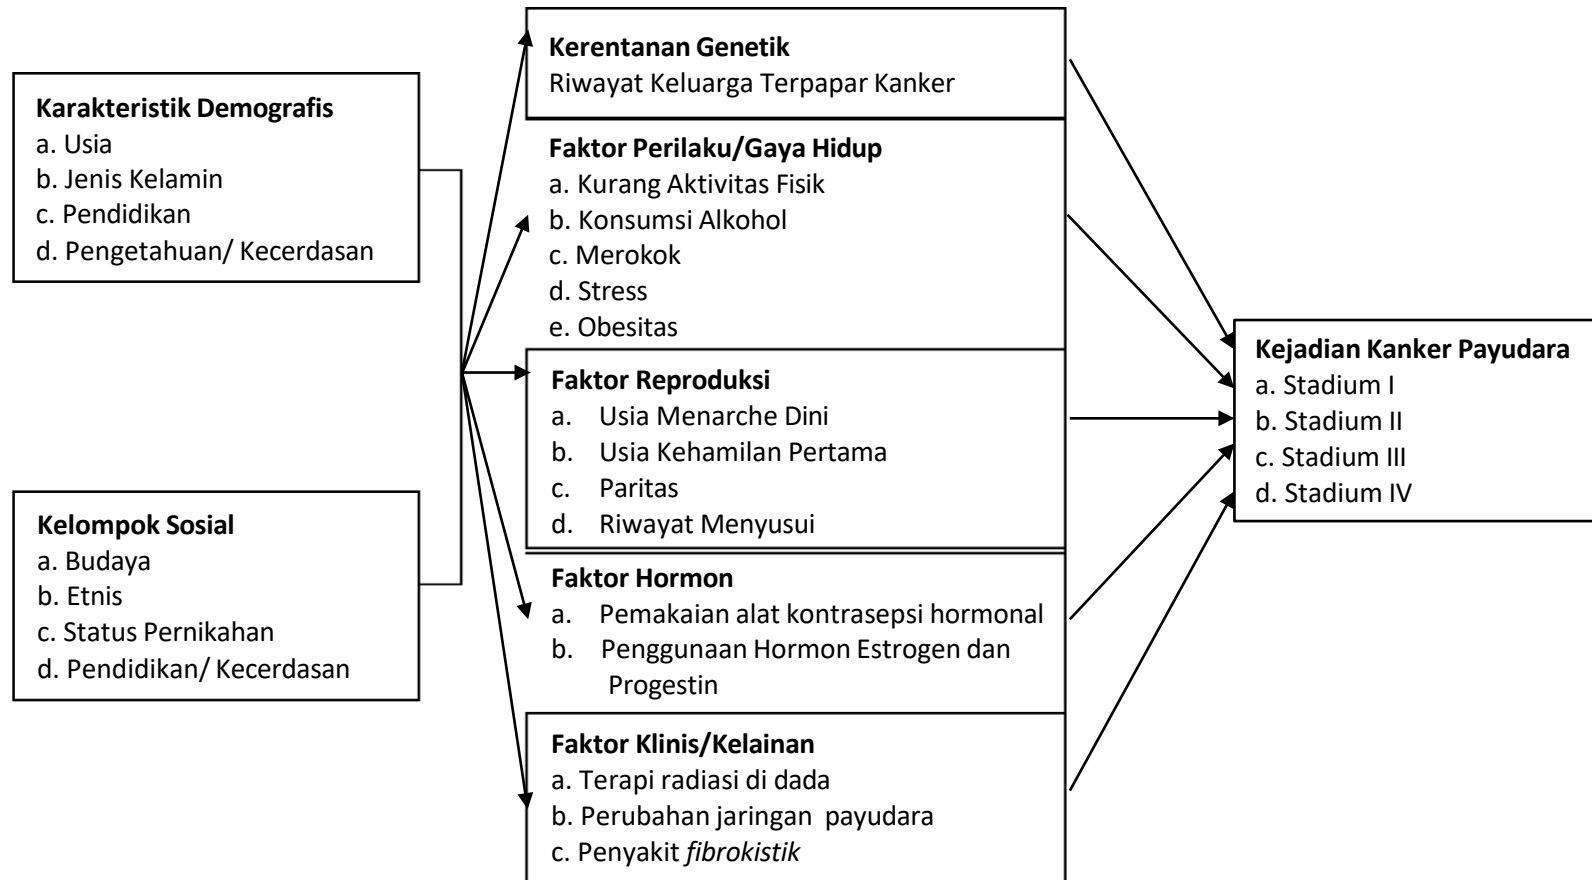 Karakteristik Demografis
a. Usia
b. Jenis Kelamin
c. Pendidikan
d. Pengetahuan/ Kecerdasan
Kelompok Sosial
a. Budaya
b. Etnis
c. Status Pernikahan
d. Pendidikan/ Kecerdasan
Kerentanan Genetik
Riwayat Keluarga Terpapar Kanker
Faktor Perilaku/Gaya Hidup
a. Kurang Aktivitas Fisik
b. Konsumsi Alkohol
c. Merokok
d. Stress
e. Obesitas
Faktor Reproduksi
a. Usia Menarche Dini
b. Usia Kehamilan Pertama
c. Paritas
d. Riwayat Menyusui
Faktor Hormon
a. Pemakaian alat kontrasepsi hormonal
b. Penggunaan Hormon Estrogen dan
Progestin
Faktor Klinis/Kelainan
a. Terapi radiasi di dada
b. Perubahan jaringan payudara
c. Penyakit fibrokistik
Kejadian Kanker Payudara
a. Stadium I
b. Stadium II
c. Stadium III
d. Stadium IV